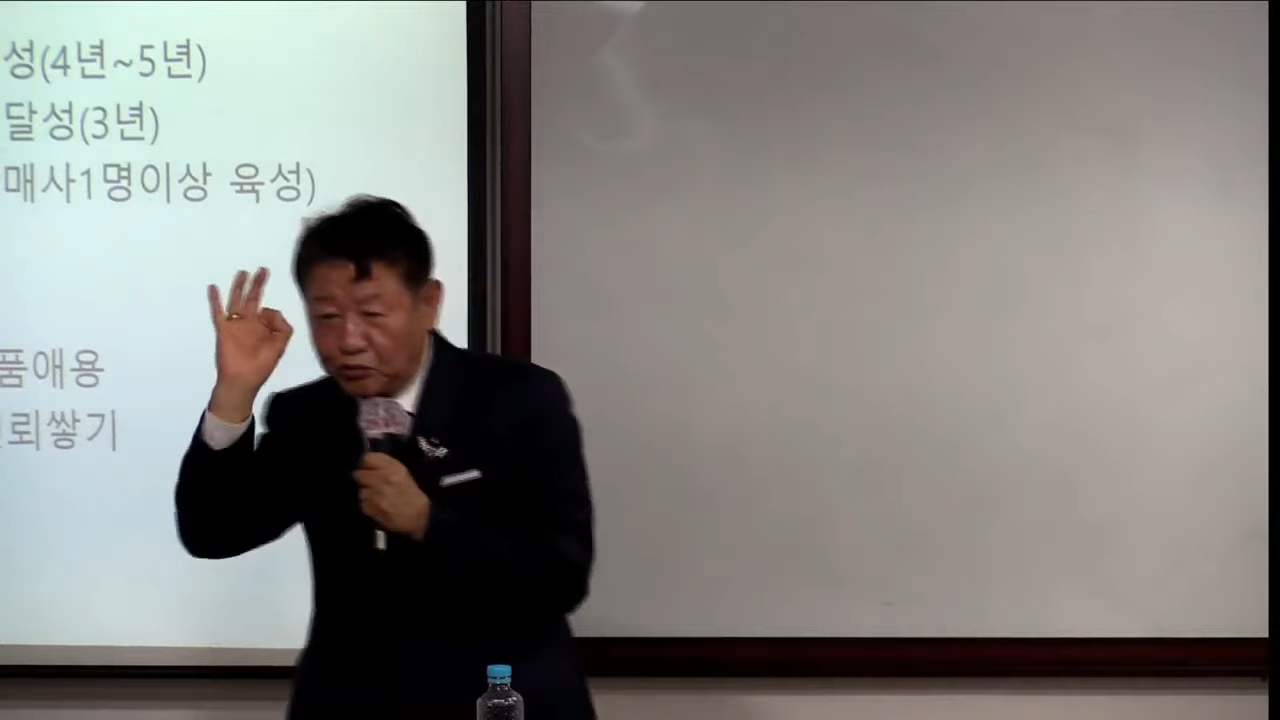 성(4년~5년)
달성(3년)
매사1명이상 육성)
품애용
뢰쌓기